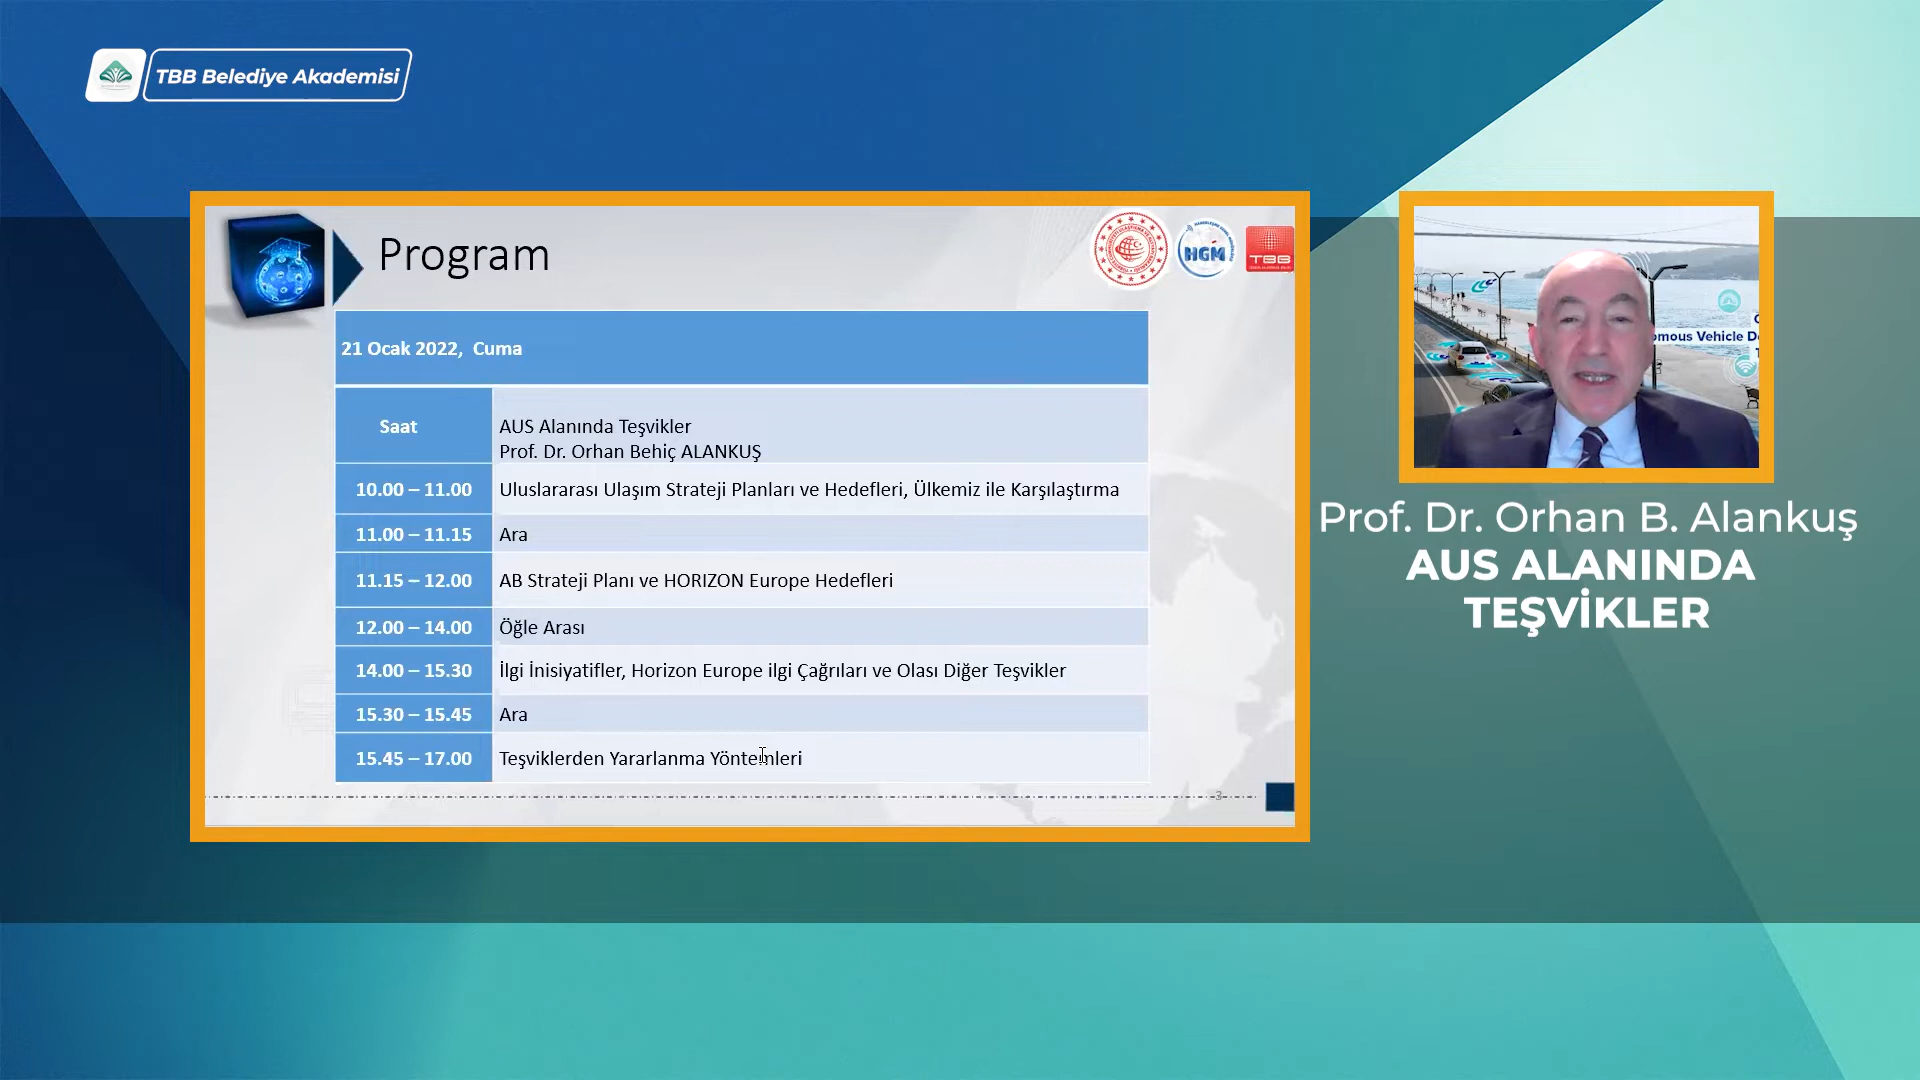 TBB Belediye Akademisi
Program
HGM
TBB
21 Ocak 2022, Cuma
Saat
AUS Alanında Teşvikler
Prof. Dr. Orhan Behiç ALANKUŞ
10.00 – 11.00 Uluslararası Ulaşım Strateji Planları ve Hedefleri, Ülkemiz ile Karşılaştırma
11.00 – 11.15 Ara
11.15 – 12.00 AB Strateji Planı ve HORIZON Europe Hedefleri
12.00 – 14.00 Öğle Arası
14.00 – 15.30 İlgi İnisiyatifler, Horizon Europe ilgi Çağrıları ve Olası Diğer Teşvikler
15.30 – 15.45 Ara
15.45 – 17.00 Teşviklerden Yararlanma Yöntemleri
3
omous Vehicle D
Prof. Dr. Orhan B. Alankuş
AUS ALANINDA
TEŞVİKLER